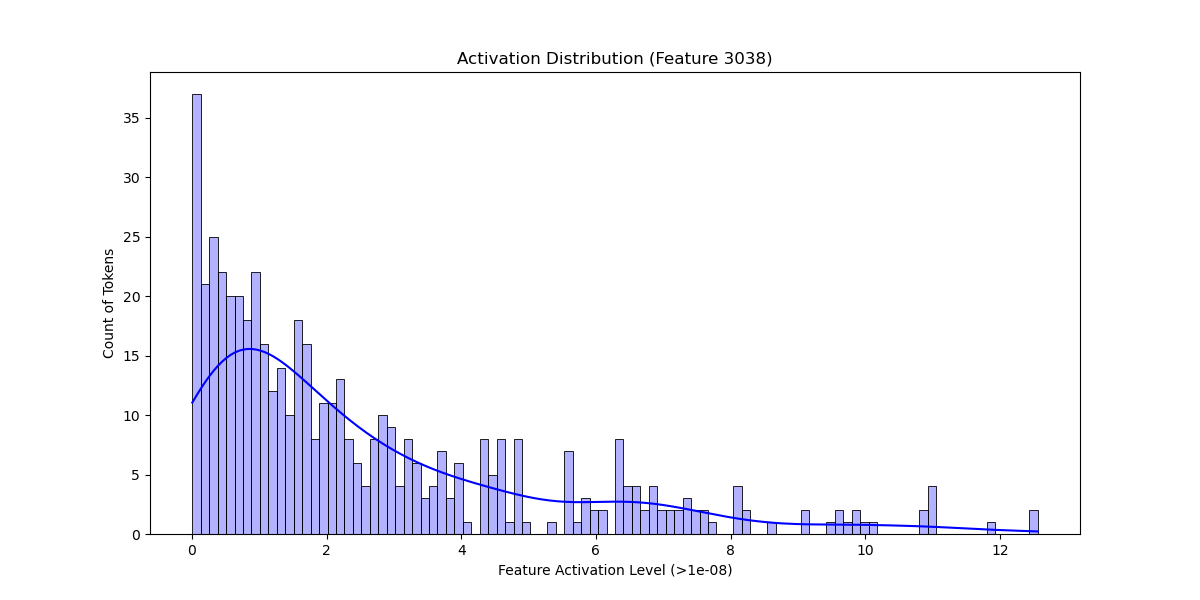 Activation Distribution (Feature 3038)
Count of Tokens
35
30
25
20
15
10
5
0
0 2 4 6 8 10 12
Feature Activation Level (>1e-08)